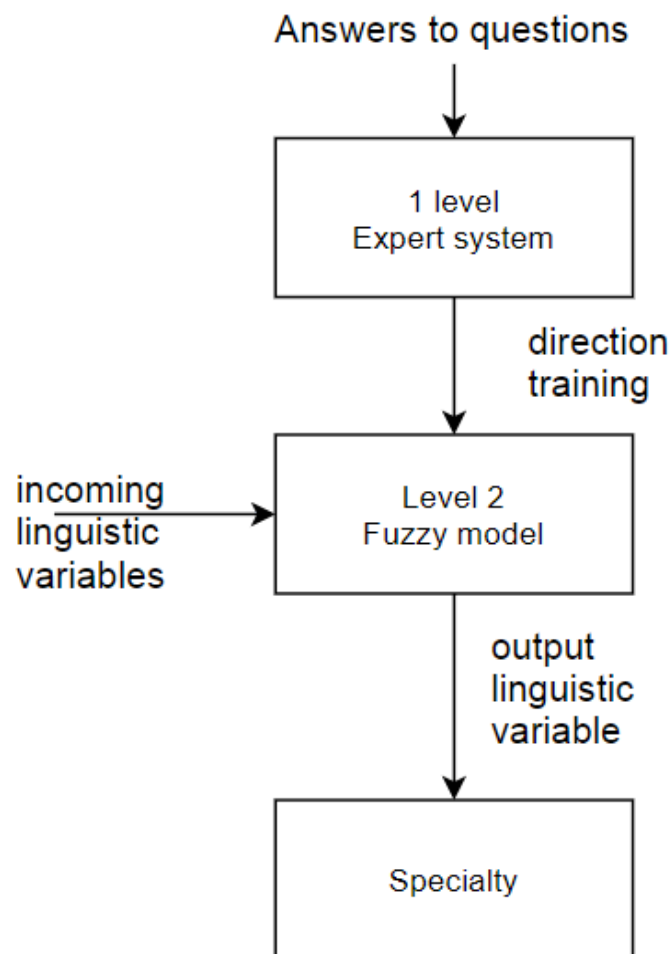 Answers to questions
1 level
Expert system
direction
training
incoming
linguistic
variables
Level 2
Fuzzy model
output
linguistic
variable
Specialty